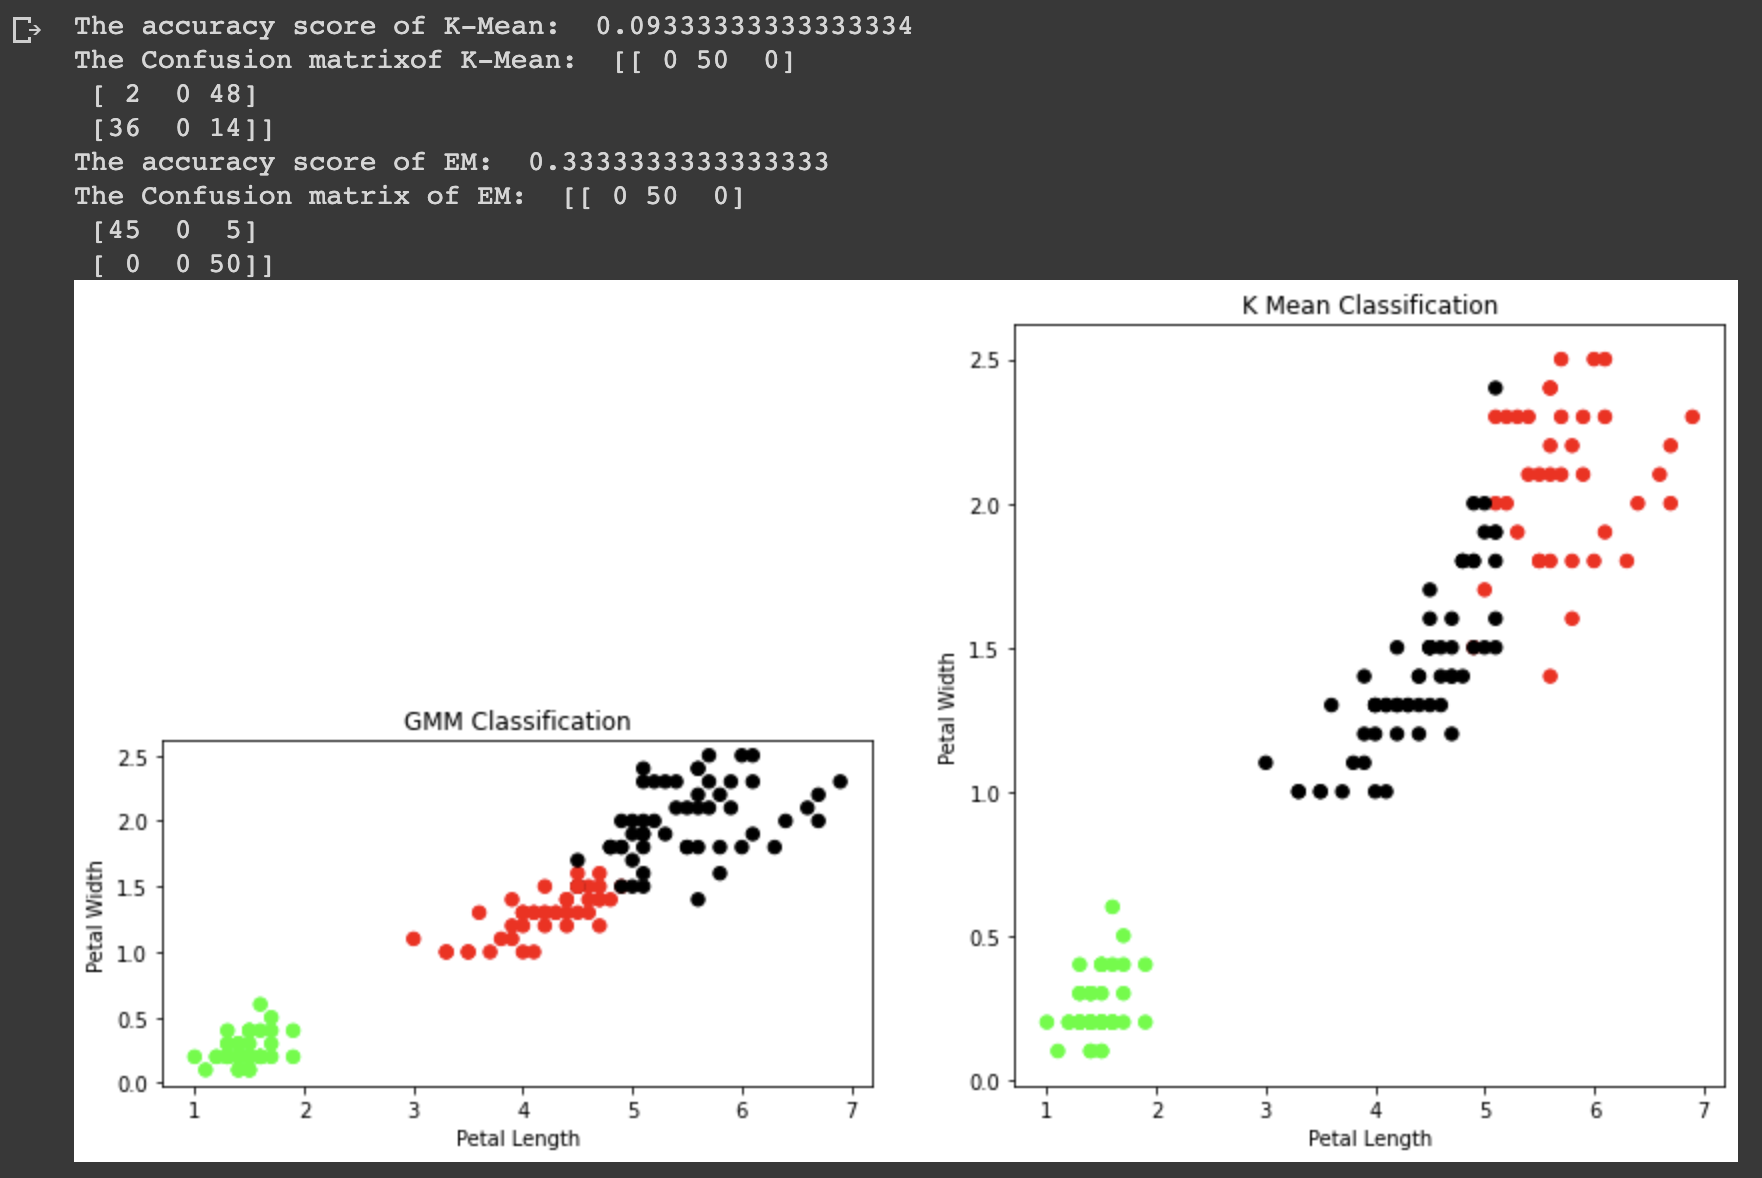 The accuracy score of K-Mean:  0.09333333333333334
The Confusion matrixof K-Mean:  [[ 0 50  0]
 [ 2  0 48]
 [36  0 14]]
The accuracy score of EM:  0.3333333333333333
The Confusion matrix of EM:  [[ 0 50  0]
 [45  0  5]
 [ 0  0 50]]
GMM Classification
2.5
2.0
1.5
1.0
0.5
0.0
Petal Width
1 2 3 4 5 6 7
Petal Length
K Mean Classification
2.5
2.0
1.5
1.0
0.5
0.0
Petal Width
1 2 3 4 5 6 7
Petal Length